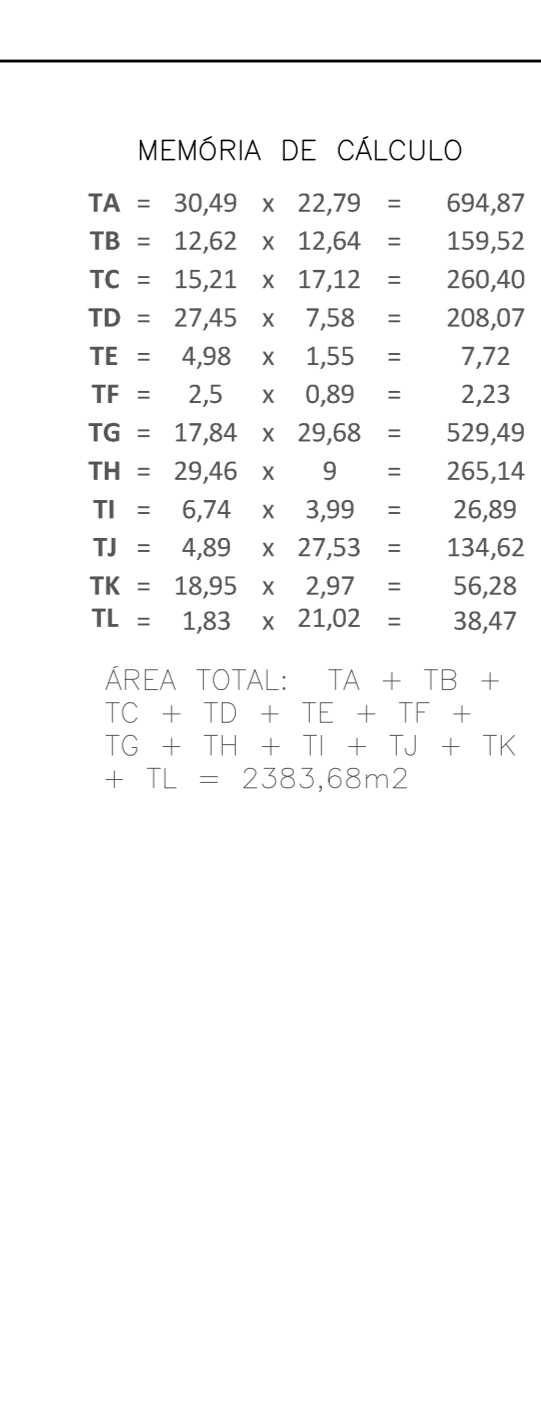 MEMÓRIA DE CÁLCULO
TA = 30,49 x 22,79 = 694,87
TB = 12,62 x 12,64 = 159,52
TC = 15,21 x 17,12 = 260,40
TD = 27,45 x 7,58 = 208,07
TE = 4,98 x 1,55 = 7,72
TF = 2,5 x 0,89 = 2,23
TG = 17,84 x 29,68 = 529,49
TH = 29,46 x 9 = 265,14
TI = 6,74 x 3,99 = 26,89
TJ = 4,89 x 27,53 = 134,62
TK = 18,95 x 2,97 = 56,28
TL = 1,83 x 21,02 = 38,47
ÁREA TOTAL: TA + TB +
TC + TD + TE + TF +
TG + TH + TI + TJ + TK
+ TL = 2383,68m2